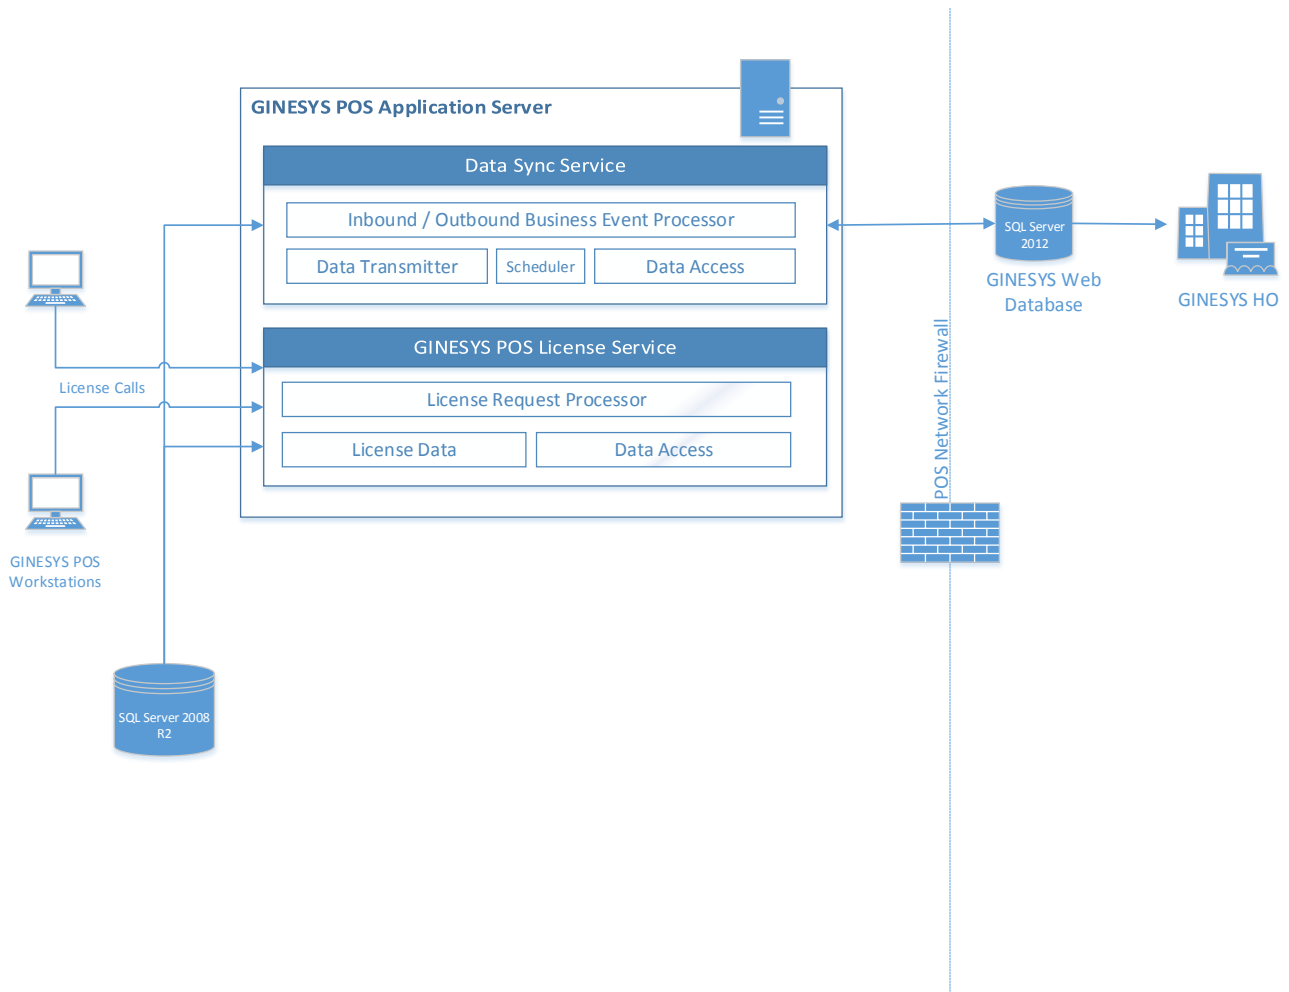 GINESYS POS Application Server
Data Sync Service
Inbound / Outbound Business Event Processor
Data Transmitter
Scheduler
Data Access
GINESYS POS License Service
License Request Processor
License Data
Data Access
License Calls
GINESYS POS
Workstations
SQL Server 2008
R2
POS Network Firewall
SQL Server
2012
GINESYS Web
Database
GINESYS HO